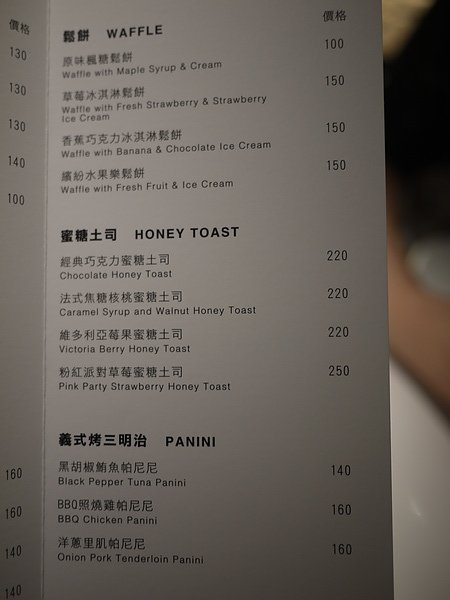 價格
130
130
130
140
100
160
160
140
140
鬆餅 WAFFLE 價格
原味楓糖鬆餅 100
Waffle with Maple Syrup & Cream
草莓冰淇淋鬆餅 150
Waffle with Fresh Strawberry & Strawberry
Ice Cream
香蕉巧克力冰淇淋鬆餅 150
Waffle with Banana & Chocolate Ice Cream
繽紛水果樂鬆餅 150
Waffle with Fresh Fruit & Ice Cream
蜜糖土司 HONEY TOAST
經典巧克力蜜糖土司 220
Chocolate Honey Toast
法式焦糖核桃蜜糖土司 220
Caramel Syrup and Walnut Honey Toast
維多利亞莓果蜜糖土司 220
Victoria Berry Honey Toast
粉紅派對草莓蜜糖土司 250
Pink Party Strawberry Honey Toast
義式烤三明治 PANINI
黑胡椒鮪魚帕尼尼 140
Black Pepper Tuna Panini
BBQ照燒雞帕尼尼 160
BBQ Chicken Panini
洋蔥里肌帕尼尼 160
Onion Pork Tenderloin Panini